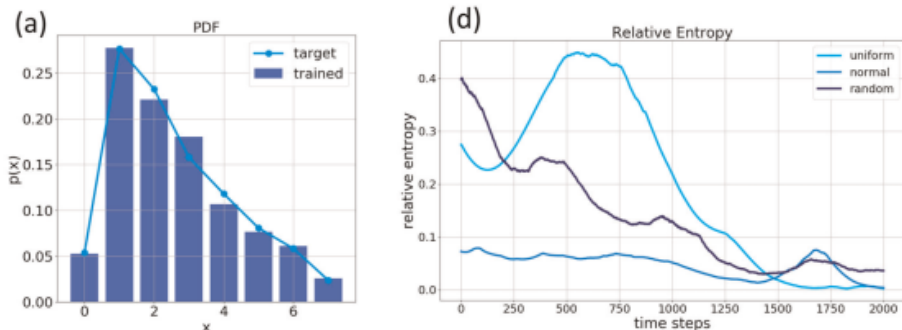 (a)
PDF
target
trained
0.25
0.20
0.15
0.10
0.05
0.00
p(x)
0 2 4 6
x
(d)
Relative Entropy
uniform
normal
random
0.4
0.3
0.2
0.1
0.0
relative entropy
0 250 500 750 1000 1250 1500 1750 2000
time steps